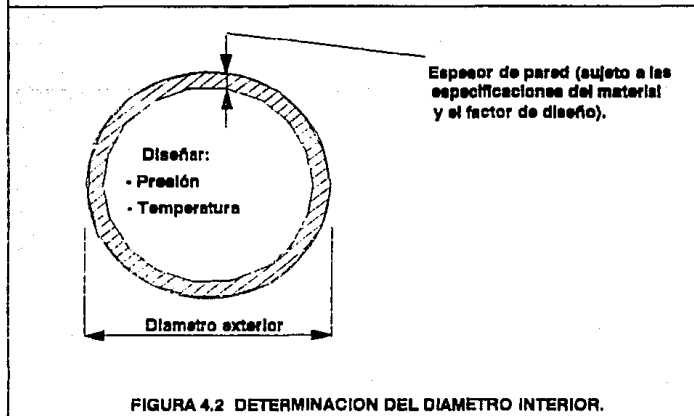 Espesor de pared (sujeto a las
especificaciones del material
y el factor de diseño).
Diseñar:
- Presión
- Temperatura
Diametro exterior
FIGURA 4.2 DETERMINACION DEL DIAMETRO INTERIOR.